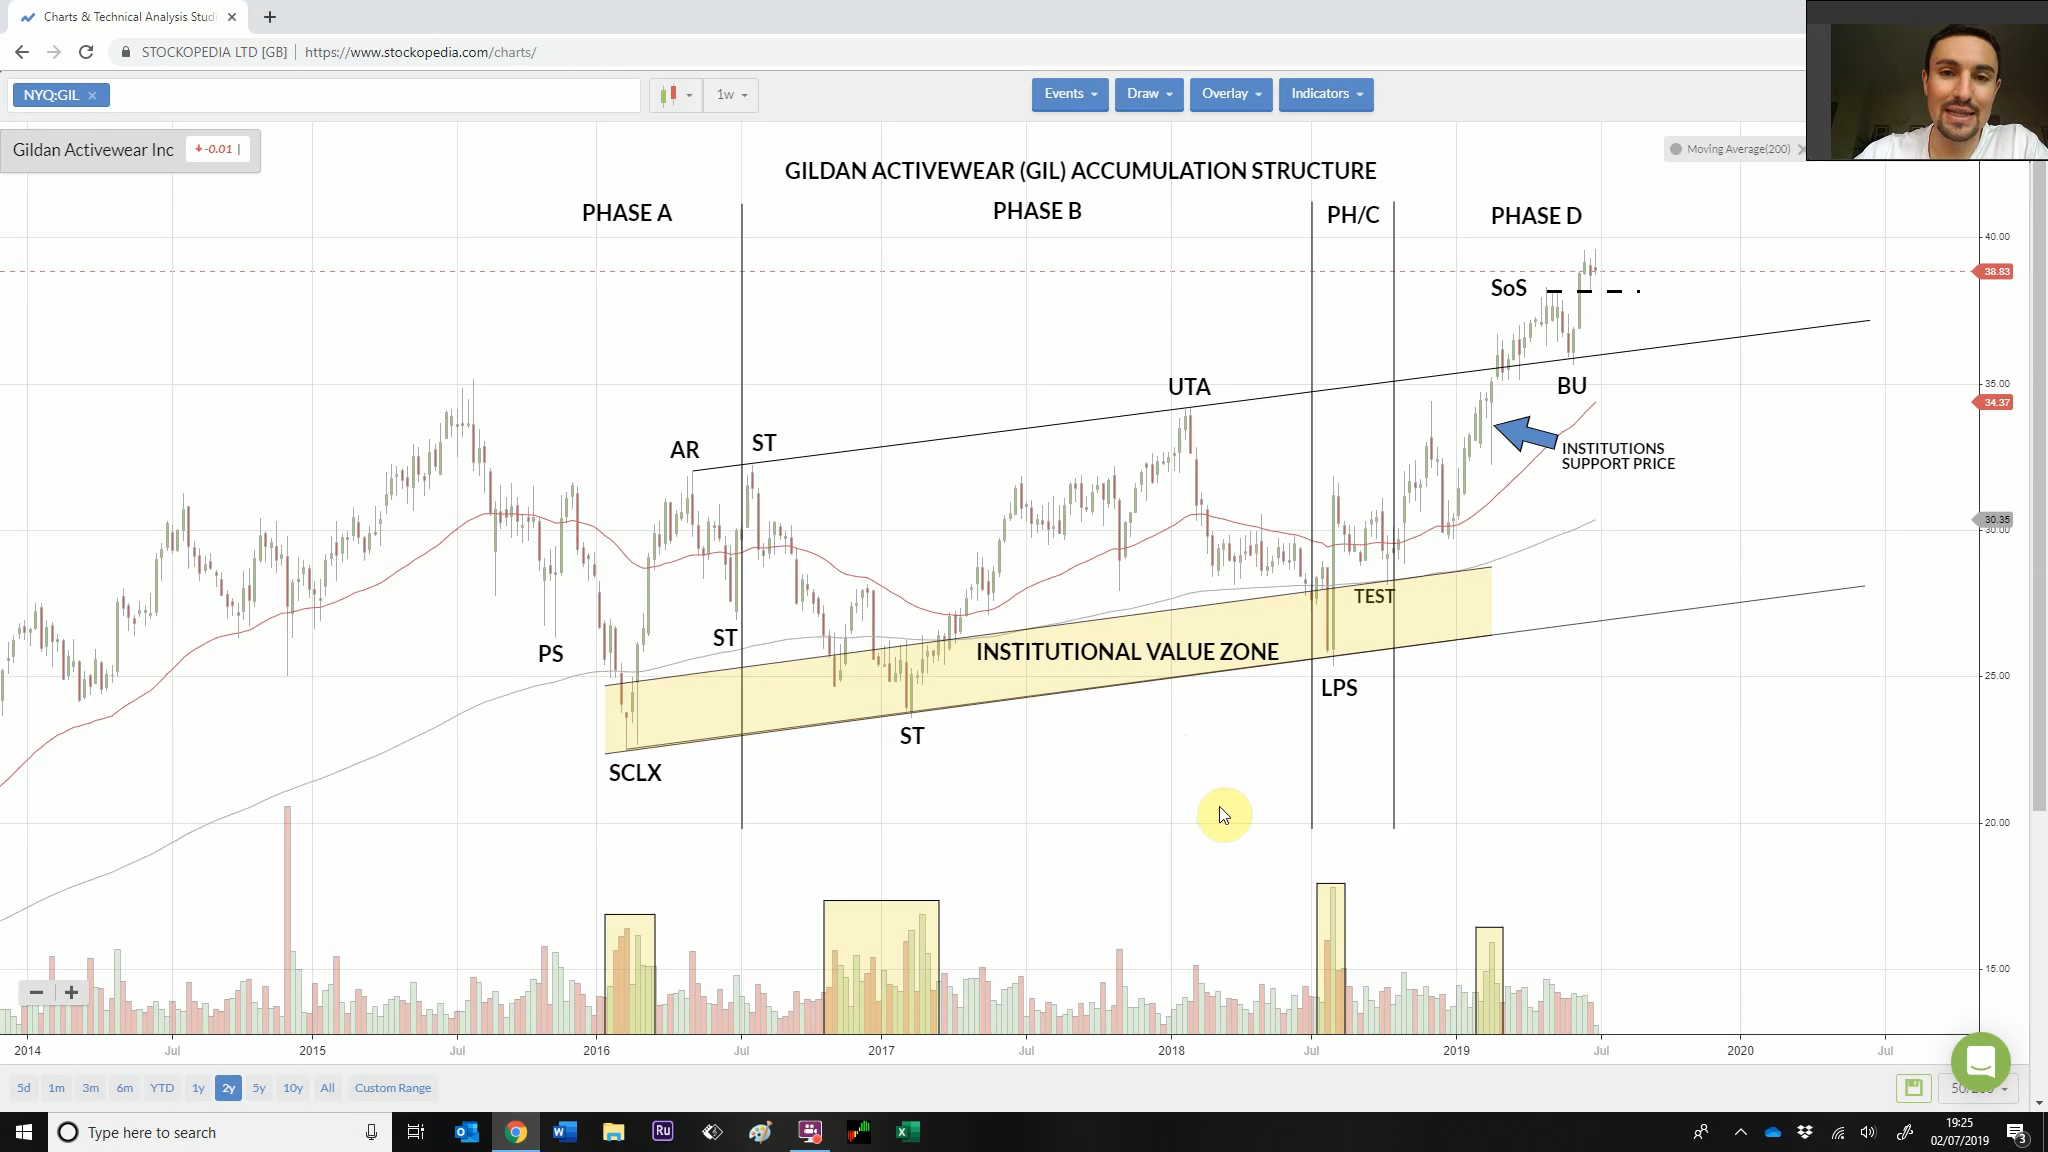 Charts & Technical Analysis Studi
STOCKOPEDIA LTD [GB] https://www.stockopedia.com/charts/
NYQ:GIL 1w Events Draw Overlay Indicators
Gildan Activewear Inc -0.01
Moving Average(200)
GILDAN ACTIVEWEAR (GIL) ACCUMULATION STRUCTURE
PHASE A PHASE B PH/C PHASE D
40.00
38.83
SoS
UTA
BU
35.00
34.37
AR ST
INSTITUTIONS
SUPPORT PRICE
30.35
30.00
TEST
ST
PS
INSTITUTIONAL VALUE ZONE
25.00
LPS
ST
SCLX
20.00
15.00
2014 Jul 2015 Jul 2016 Jul 2017 Jul 2018 Jul 2019 Jul 2020 Jul
5d 1m 3m 6m YTD 1y 2y 5y 10y All Custom Range
Type here to search
Ru
19:25
02/07/2019
3